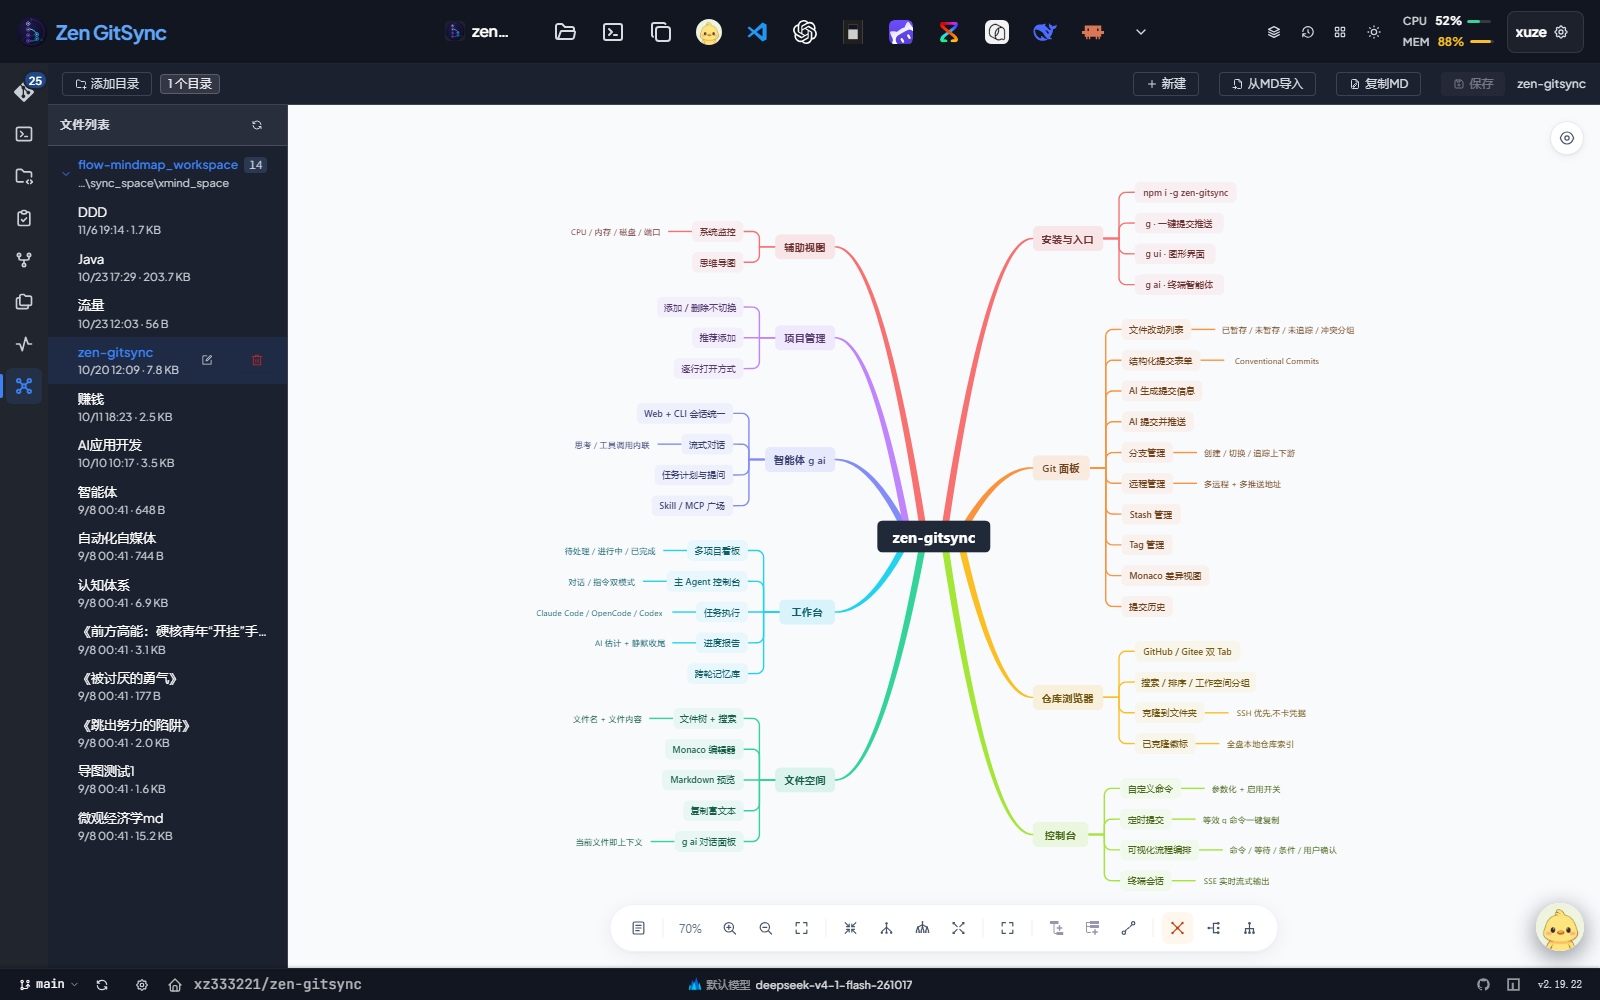 Zen GitSync
zen...
CPU 52%
MEM 88%
xuze
25
添加目录
1 个目录
新建
从MD导入
复制MD
保存
zen-gitsync
文件列表
flow-mindmap_workspace 14
...\sync_space\xmind_space
DDD
11/6 19:14 · 1.7 KB
Java
10/23 17:29 · 203.7 KB
流量
10/23 12:03 · 56 B
zen-gitsync
10/20 12:09 · 7.8 KB
赚钱
10/11 18:23 · 2.5 KB
AI应用开发
10/10 10:17 · 3.5 KB
智能体
9/8 00:41 · 648 B
自动化自媒体
9/8 00:41 · 744 B
认知体系
9/8 00:41 · 6.9 KB
《前方高能：硬核青年“开挂”手...
9/8 00:41 · 3.1 KB
《被讨厌的勇气》
9/8 00:41 · 177 B
《跳出努力的陷阱》
9/8 00:41 · 2.0 KB
导图测试1
9/8 00:41 · 1.6 KB
微观经济学md
9/8 00:41 · 15.2 KB
zen-gitsync
辅助视图
系统监控
CPU / 内存 / 磁盘 / 端口
思维导图
项目管理
添加 / 删除不切换
推荐添加
逐行打开方式
智能体 g ai
Web + CLI 会话统一
流式对话
思考 / 工具调用内联
任务计划与提问
Skill / MCP 广场
工作台
多项目看板
待处理 / 进行中 / 已完成
主 Agent 控制台
对话 / 指令双模式
任务执行
Claude Code / OpenCode / Codex
进度报告
AI 估计 + 静默收尾
跨轮记忆库
文件空间
文件树 + 搜索
文件名 + 文件内容
Monaco 编辑器
Markdown 预览
复制富文本
g ai 对话面板
当前文件即上下文
安装与入口
npm i -g zen-gitsync
g · 一键提交推送
g ui · 图形界面
g ai · 终端智能体
Git 面板
文件改动列表
已暂存 / 未暂存 / 未追踪 / 冲突分组
结构化提交表单
Conventional Commits
AI 生成提交信息
AI 提交并推送
分支管理
创建 / 切换 / 追踪上下游
远程管理
多远程 + 多推送地址
Stash 管理
Tag 管理
Monaco 差异视图
提交历史
仓库浏览器
GitHub / Gitee 双 Tab
搜索 / 排序 / 工作空间分组
克隆到文件夹
SSH 优先,不卡凭据
已克隆徽标
全盘本地仓库索引
控制台
自定义命令
参数化 + 启用开关
定时提交
等效 g 命令一键复制
可视化流程编排
命令 / 等待 / 条件 / 用户确认
终端会话
SSE 实时流式输出
70%
main
xz333221/zen-gitsync
默认模型 deepseek-v4-1-flash-261017
v2.19.22